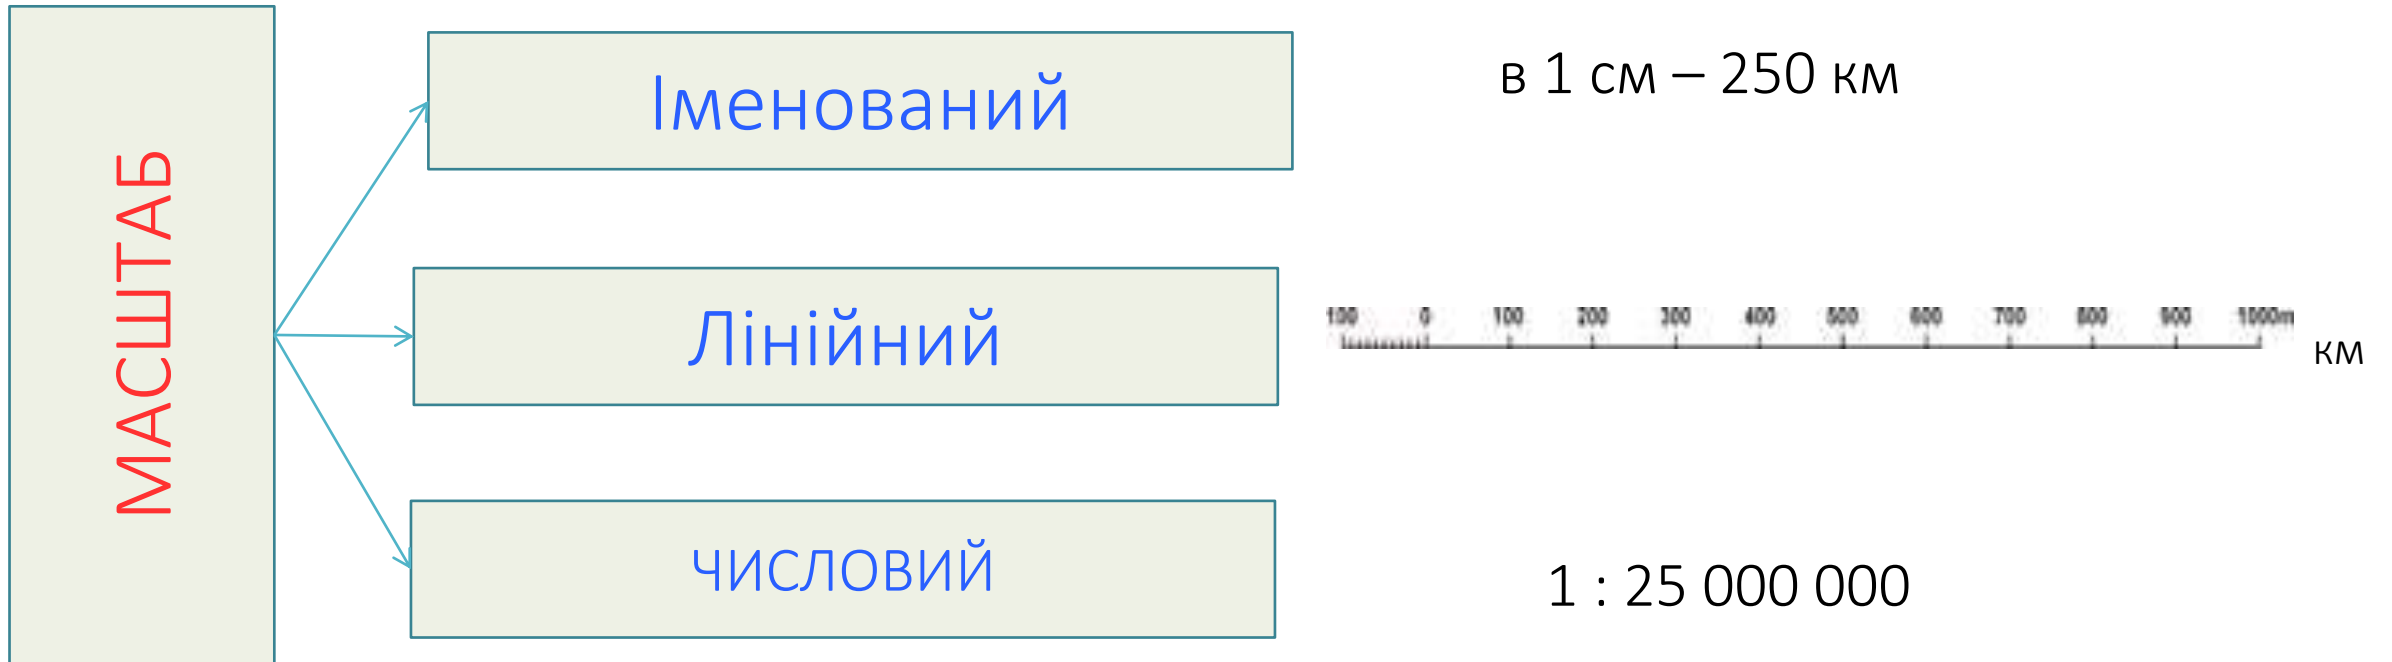 МАСШТАБ
Іменований
в 1 см – 250 км
Лінійний
100 0 100 200 300 400 500 600 700 800 900 1000m
км
ЧИСЛОВИЙ
1 : 25 000 000